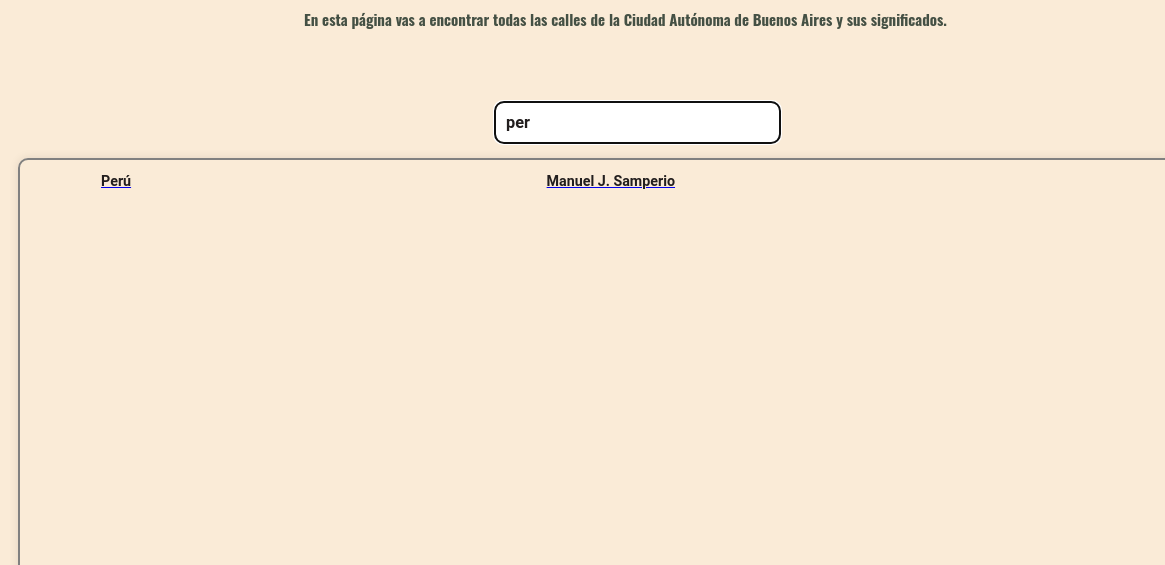 En esta página vas a encontrar todas las calles de la Ciudad Autónoma de Buenos Aires y sus significados.
per
Perú
Manuel J. Samperio